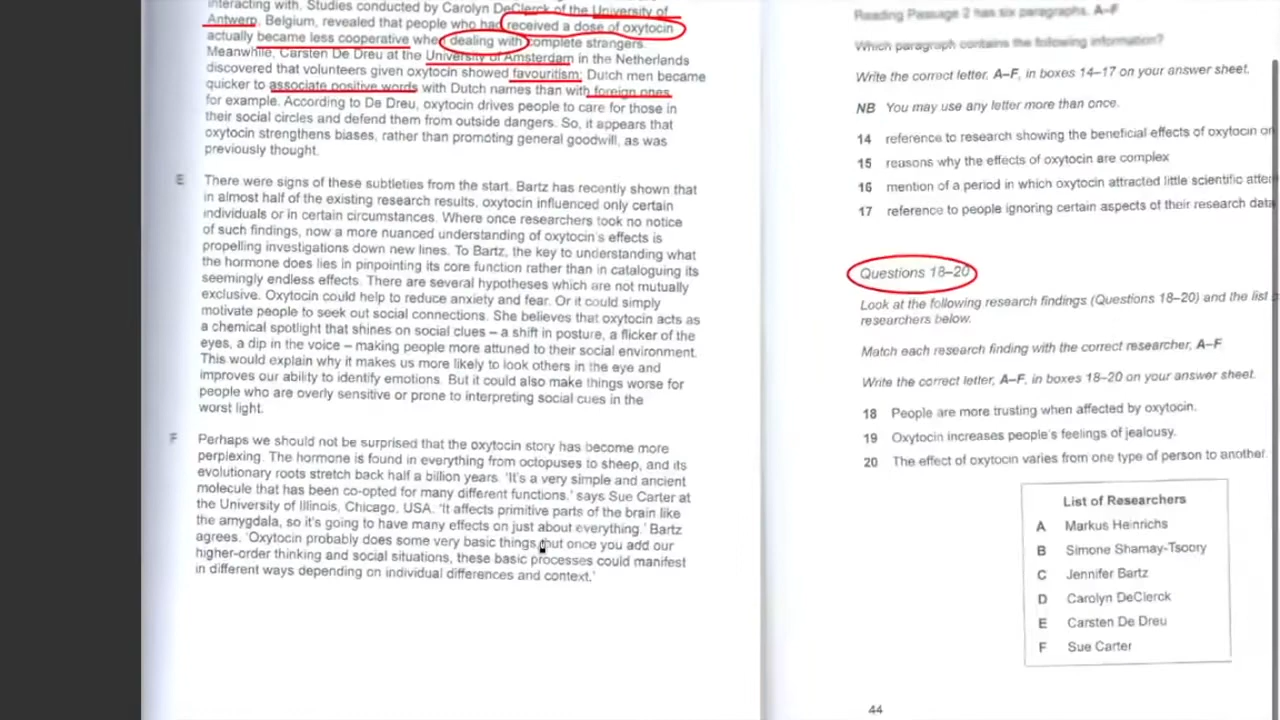 interacting with. Studies conducted by Carolyn DeClerck of the University of
Antwerp, Belgium, revealed that people who had received a dose of oxytocin
actually became less cooperative when dealing with complete strangers.
Meanwhile, Carsten De Dreu at the University of Amsterdam in the Netherlands
discovered that volunteers given oxytocin showed favouritism: Dutch men became
quicker to associate positive words with Dutch names than with foreign ones,
for example. According to De Dreu, oxytocin drives people to care for those in
their social circles and defend them from outside dangers. So, it appears that
oxytocin strengthens biases, rather than promoting general goodwill, as was
previously thought.
E There were signs of these subtleties from the start. Bartz has recently shown that
in almost half of the existing research results, oxytocin influenced only certain
individuals or in certain circumstances. Where once researchers took no notice
of such findings, now a more nuanced understanding of oxytocin's effects is
propelling investigations down new lines. To Bartz, the key to understanding what
the hormone does lies in pinpointing its core function rather than in cataloguing its
seemingly endless effects. There are several hypotheses which are not mutually
exclusive. Oxytocin could help to reduce anxiety and fear. Or it could simply
motivate people to seek out social connections. She believes that oxytocin acts as
a chemical spotlight that shines on social clues – a shift in posture, a flicker of the
eyes, a dip in the voice – making people more attuned to their social environment.
This would explain why it makes us more likely to look others in the eye and
improves our ability to identify emotions. But it could also make things worse for
people who are overly sensitive or prone to interpreting social cues in the
worst light.
F Perhaps we should not be surprised that the oxytocin story has become more
perplexing. The hormone is found in everything from octopuses to sheep, and its
evolutionary roots stretch back half a billion years. 'It's a very simple and ancient
molecule that has been co-opted for many different functions,' says Sue Carter at
the University of Illinois, Chicago, USA. 'It affects primitive parts of the brain like
the amygdala, so it's going to have many effects on just about everything.' Bartz
agrees. 'Oxytocin probably does some very basic things, but once you add our
higher-order thinking and social situations, these basic processes could manifest
in different ways depending on individual differences and context.'
Reading Passage 2 has six paragraphs, A–F
Which paragraph contains the following information?
Write the correct letter, A–F, in boxes 14–17 on your answer sheet.
NB You may use any letter more than once.
14 reference to research showing the beneficial effects of oxytocin on
15 reasons why the effects of oxytocin are complex
16 mention of a period in which oxytocin attracted little scientific atten
17 reference to people ignoring certain aspects of their research data
Questions 18–20
Look at the following research findings (Questions 18–20) and the list
researchers below.
Match each research finding with the correct researcher, A–F
Write the correct letter, A–F, in boxes 18–20 on your answer sheet.
18 People are more trusting when affected by oxytocin.
19 Oxytocin increases people's feelings of jealousy.
20 The effect of oxytocin varies from one type of person to another.
List of Researchers
A Markus Heinrichs
B Simone Shamay-Tsoory
C Jennifer Bartz
D Carolyn DeClerck
E Carsten De Dreu
F Sue Carter
44